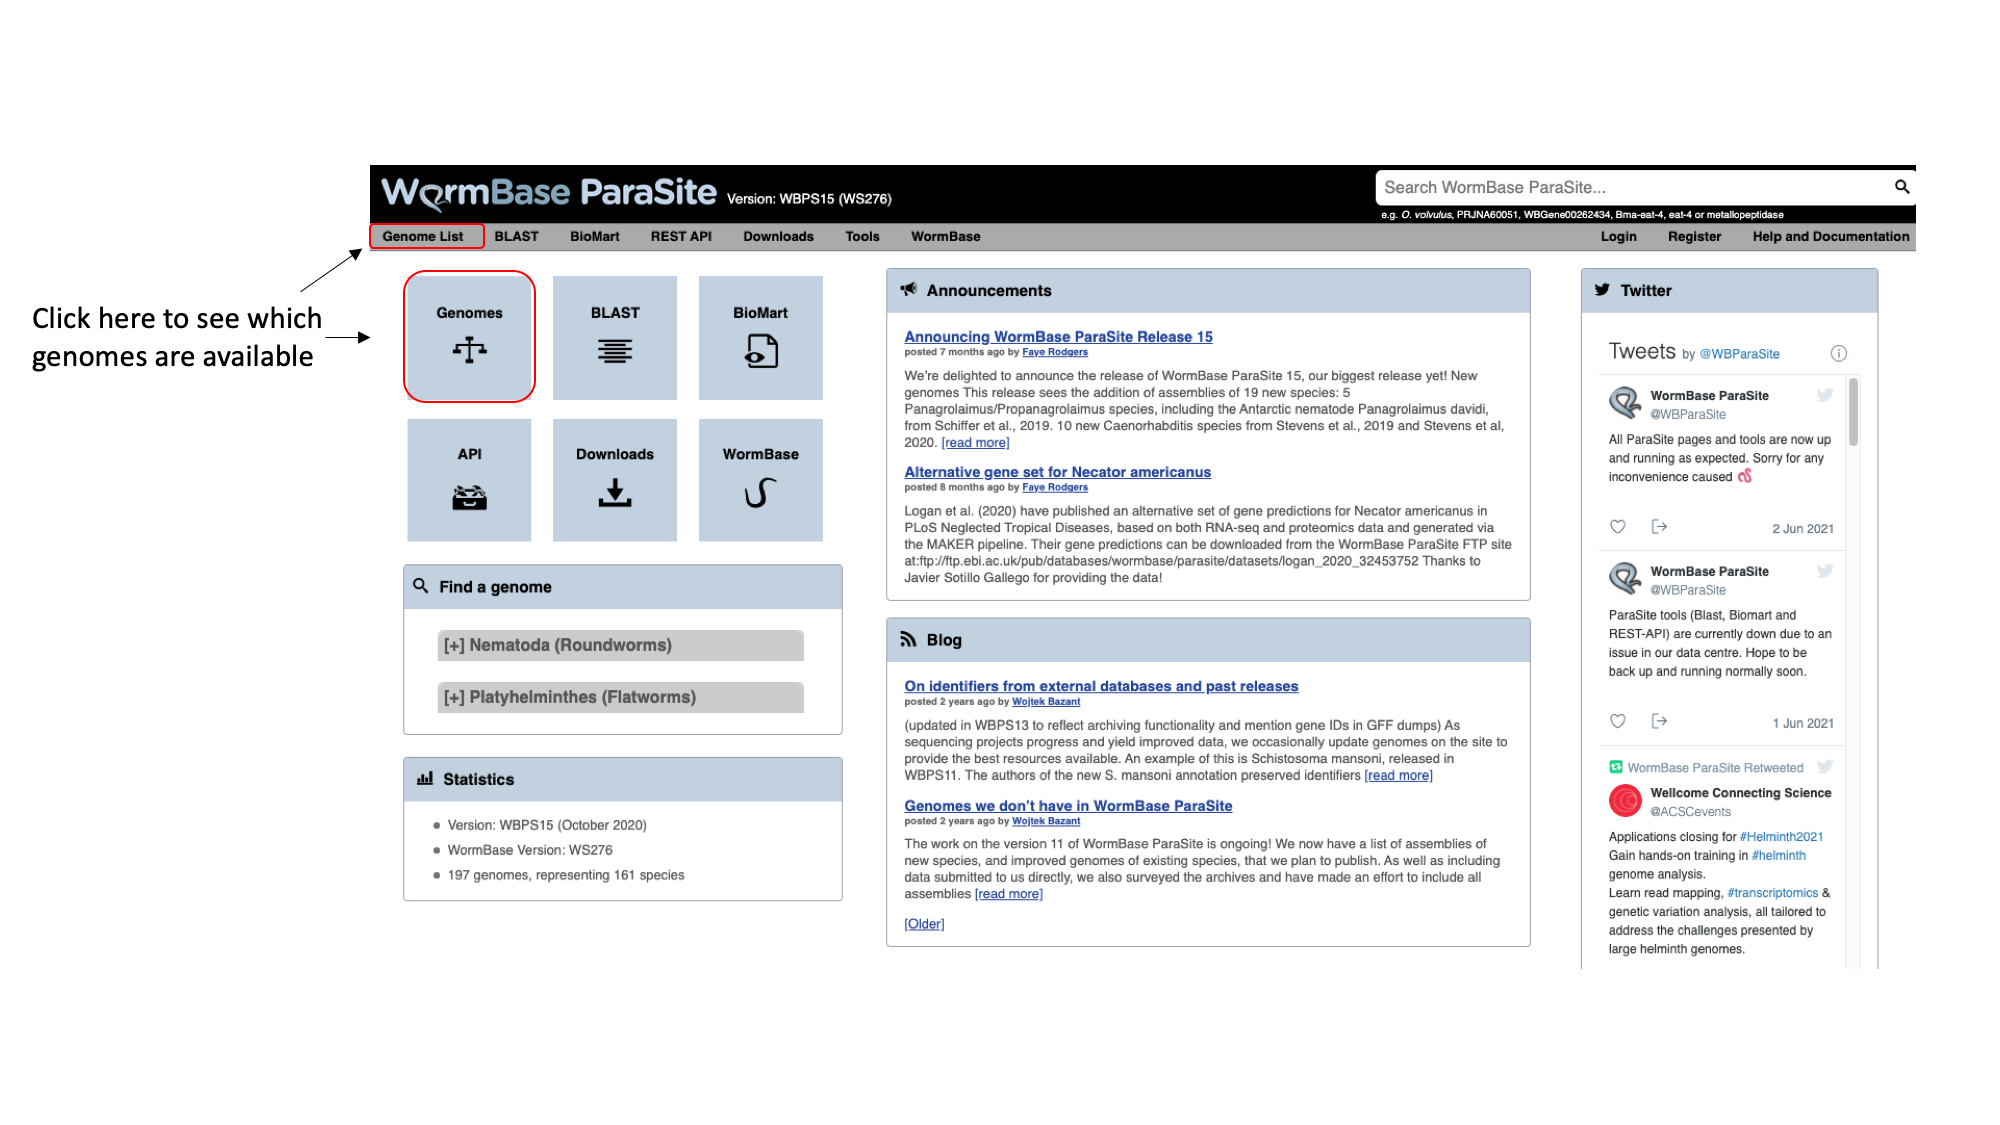 WormBase ParaSite Version: WBPS15 (WS276)
Search WormBase ParaSite...
e.g. O. volvulus, PRJNA60051, WBGene00262434, Bma-eat-4, eat-4 or metallopeptidase
Genome List BLAST BioMart REST API Downloads Tools WormBase Login Register Help and Documentation
Click here to see which
genomes are available
Genomes BLAST BioMart
API Downloads WormBase
Find a genome
[+] Nematoda (Roundworms)
[+] Platyhelminthes (Flatworms)
Statistics
Version: WBPS15 (October 2020)
WormBase Version: WS276
197 genomes, representing 161 species
Announcements
Announcing WormBase ParaSite Release 15
posted 7 months ago by Faye Rodgers
We're delighted to announce the release of WormBase ParaSite 15, our biggest release yet! New
genomes This release sees the addition of assemblies of 19 new species: 5
Panagrolaimus/Propanagrolaimus species, including the Antarctic nematode Panagrolaimus davidi,
from Schiffer et al., 2019. 10 new Caenorhabditis species from Stevens et al., 2019 and Stevens et al,
2020. [read more]
Alternative gene set for Necator americanus
posted 8 months ago by Faye Rodgers
Logan et al. (2020) have published an alternative set of gene predictions for Necator americanus in
PLoS Neglected Tropical Diseases, based on both RNA-seq and proteomics data and generated via
the MAKER pipeline. Their gene predictions can be downloaded from the WormBase ParaSite FTP site
at:ftp://ftp.ebi.ac.uk/pub/databases/wormbase/parasite/datasets/logan_2020_32453752 Thanks to
Javier Sotillo Gallego for providing the data!
Blog
On identifiers from external databases and past releases
posted 2 years ago by Wojtek Bazant
(updated in WBPS13 to reflect archiving functionality and mention gene IDs in GFF dumps) As
sequencing projects progress and yield improved data, we occasionally update genomes on the site to
provide the best resources available. An example of this is Schistosoma mansoni, released in
WBPS11. The authors of the new S. mansoni annotation preserved identifiers [read more]
Genomes we don't have in WormBase ParaSite
posted 2 years ago by Wojtek Bazant
The work on the version 11 of WormBase ParaSite is ongoing! We now have a list of assemblies of
new species, and improved genomes of existing species, that we plan to publish. As well as including
data submitted to us directly, we also surveyed the archives and have made an effort to include all
assemblies [read more]
[Older]
Twitter
Tweets by @WBParaSite
WormBase ParaSite
@WBParaSite
All ParaSite pages and tools are now up
and running as expected. Sorry for any
inconvenience caused
2 Jun 2021
WormBase ParaSite
@WBParaSite
ParaSite tools (Blast, Biomart and
REST-API) are currently down due to an
issue in our data centre. Hope to be
back up and running normally soon.
1 Jun 2021
WormBase ParaSite Retweeted
Wellcome Connecting Science
@ACSCevents
Applications closing for #Helminth2021
Gain hands-on training in #helminth
genome analysis.
Learn read mapping, #transcriptomics &
genetic variation analysis, all tailored to
address the challenges presented by
large helminth genomes.